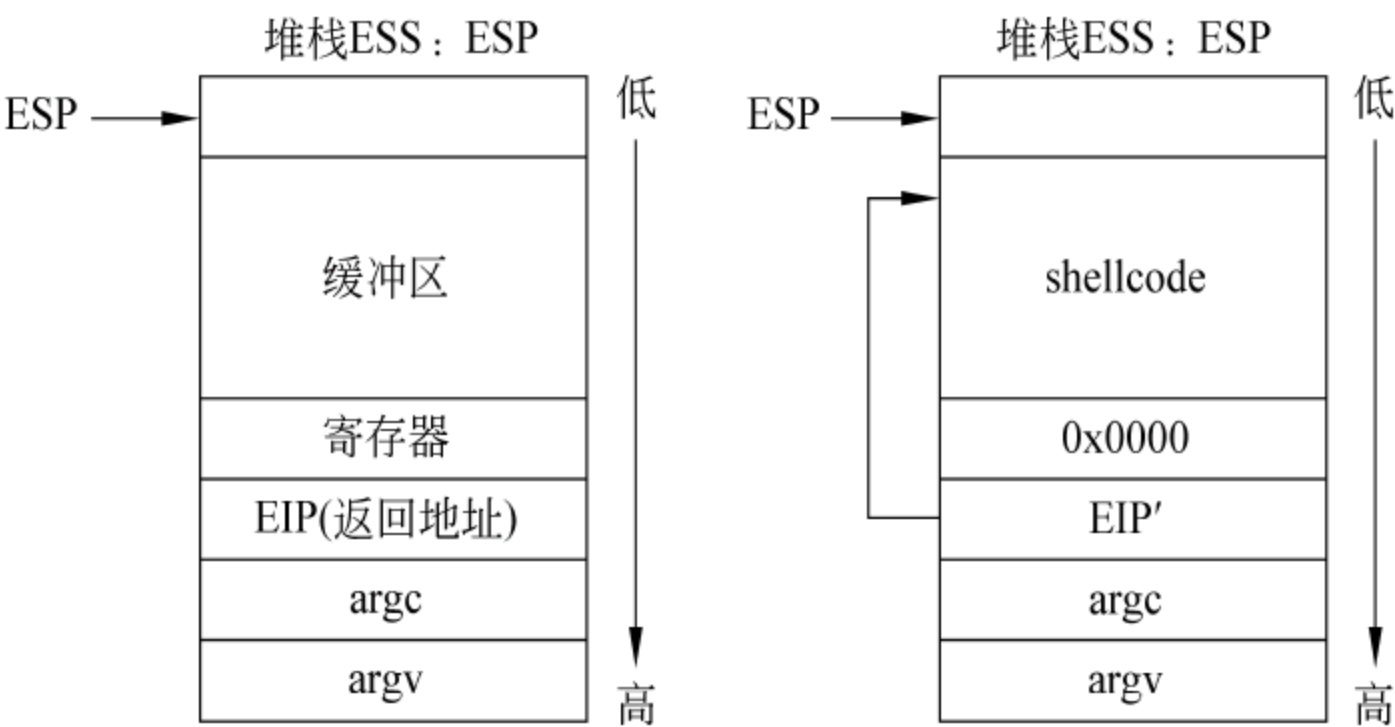 堆栈ESS：ESP
ESP
低
缓冲区
寄存器
EIP(返回地址)
argc
argv
高
堆栈ESS：ESP
ESP
低
shellcode
0x0000
EIP′
argc
argv
高